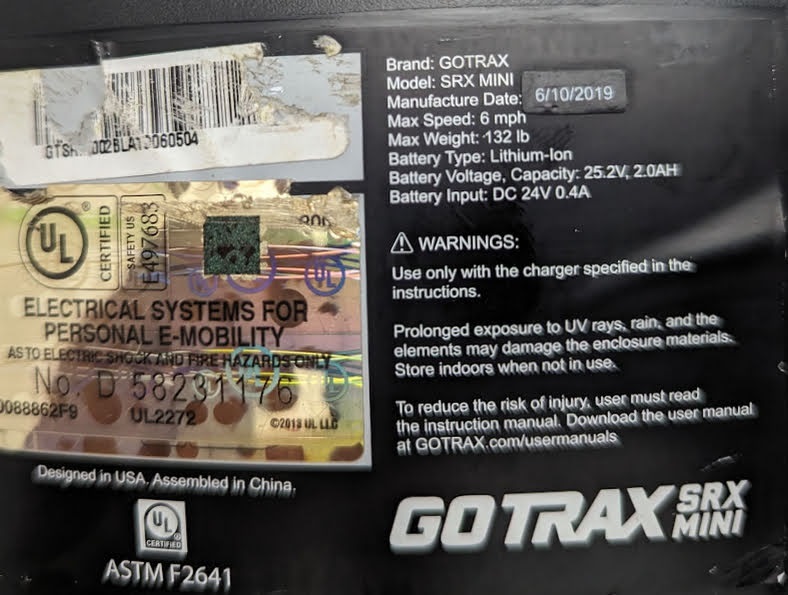 Brand: GOTRAX
Model: SRX MINI
Manufacture Date: 6/10/2019
Max Speed: 6 mph
Max Weight: 132 lb
Battery Type: Lithium-Ion
Battery Voltage, Capacity: 25.2V, 2.0AH
Battery Input: DC 24V 0.4A
⚠ WARNINGS:
Use only with the charger specified in the
instructions.
Prolonged exposure to UV rays, rain, and the
elements may damage the enclosure materials.
Store indoors when not in use.
To reduce the risk of injury, user must read
the instruction manual. Download the user manual
at GOTRAX.com/usermanuals
GOTRAX SRX
MINI
UL ®
CERTIFIED
SAFETY US
E497683
UL
ELECTRICAL SYSTEMS FOR
PERSONAL E-MOBILITY
AS TO ELECTRIC SHOCK AND FIRE HAZARDS ONLY
No. D 58231176
0088862F9
UL2272
©2019 UL LLC
Designed in USA. Assembled in China.
UL
CERTIFIED
ASTM F2641